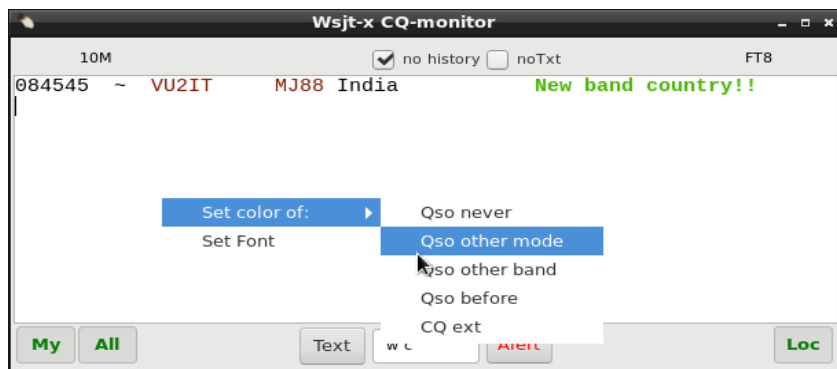 Wsjt-x CQ-monitor
10M no history noTxt FT8
084545 ~ VU2IT MJ88 India New band country!!
Set color of: Qso never
Set Font Qso other mode
Qso other band
Qso before
CQ ext
My All Text w c Alert Loc